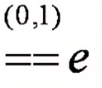 (0,1)
== e